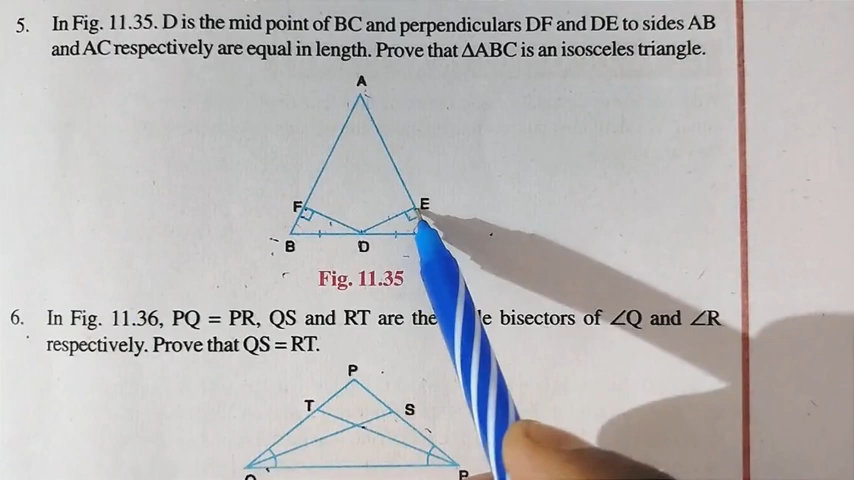 5. In Fig. 11.35. D is the mid point of BC and perpendiculars DF and DE to sides AB
and AC respectively are equal in length. Prove that ΔABC is an isosceles triangle.
A
F
E
B
D
Fig. 11.35
6. In Fig. 11.36, PQ = PR, QS and RT are the bisectors of ∠Q and ∠R
respectively. Prove that QS = RT.
P
T
S